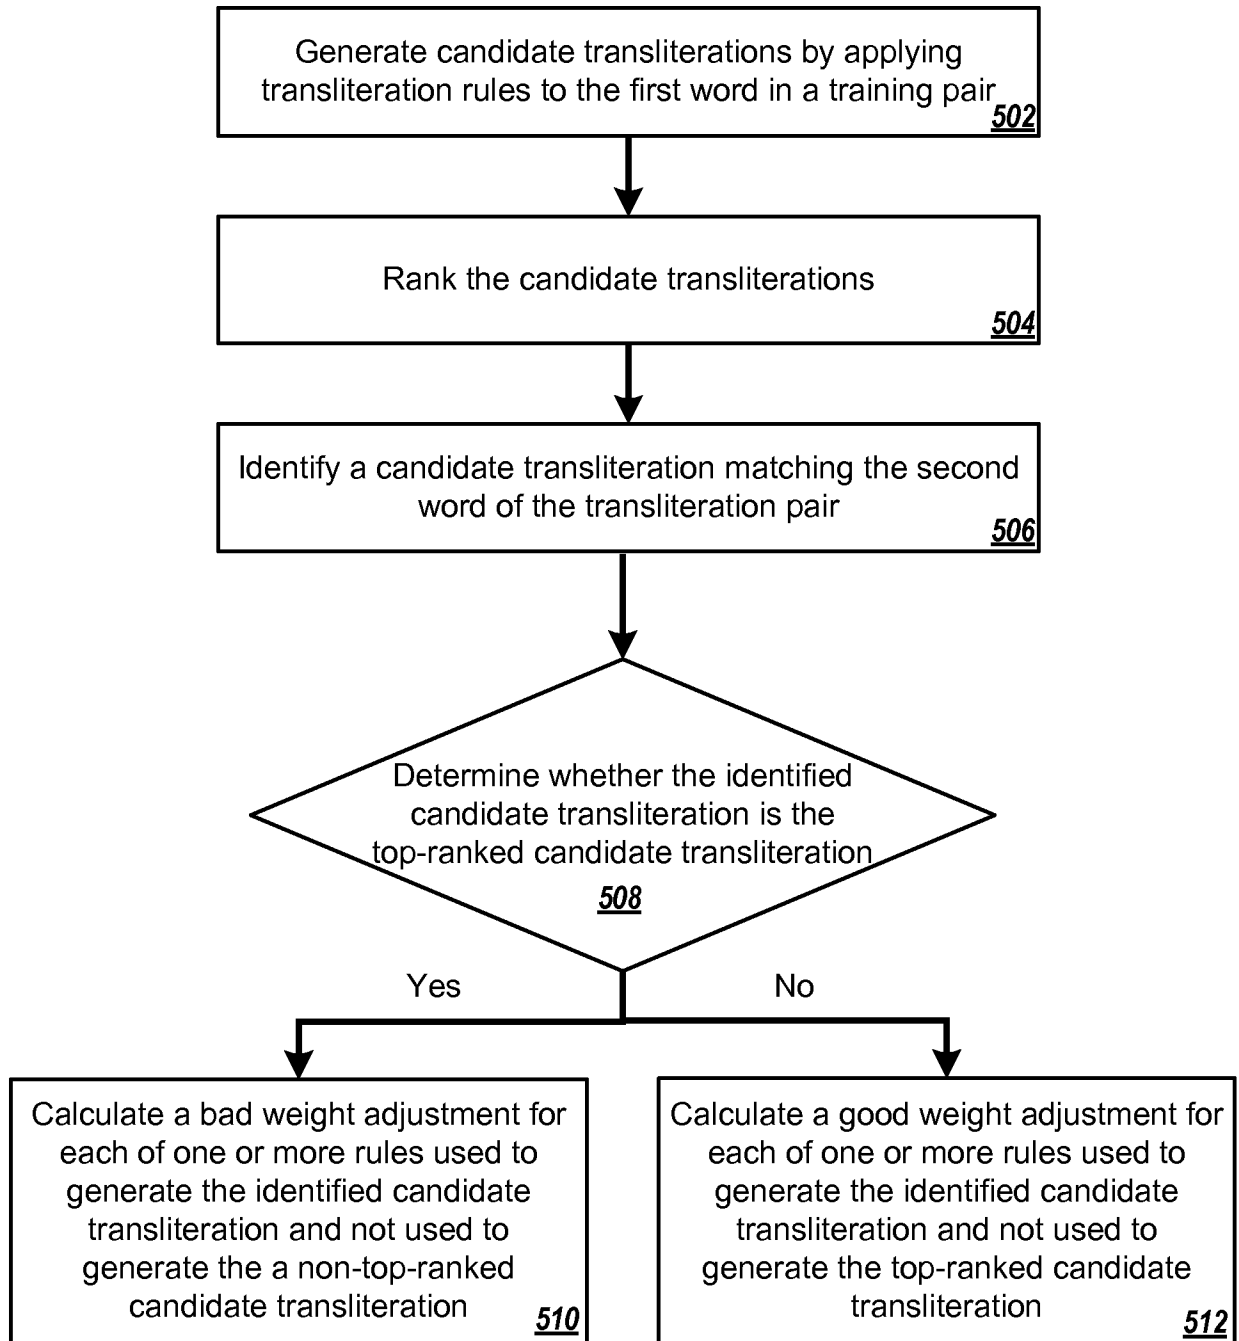 Generate candidate transliterations by applying
transliteration rules to the first word in a training pair
502
Rank the candidate transliterations
504
Identify a candidate transliteration matching the second
word of the transliteration pair
506
Determine whether the identified
candidate transliteration is the
top-ranked candidate transliteration
508
Yes
No
Calculate a bad weight adjustment for
each of one or more rules used to
generate the identified candidate
transliteration and not used to
generate the a non-top-ranked
candidate transliteration
510
Calculate a good weight adjustment for
each of one or more rules used to
generate the identified candidate
transliteration and not used to
generate the top-ranked candidate
transliteration
512